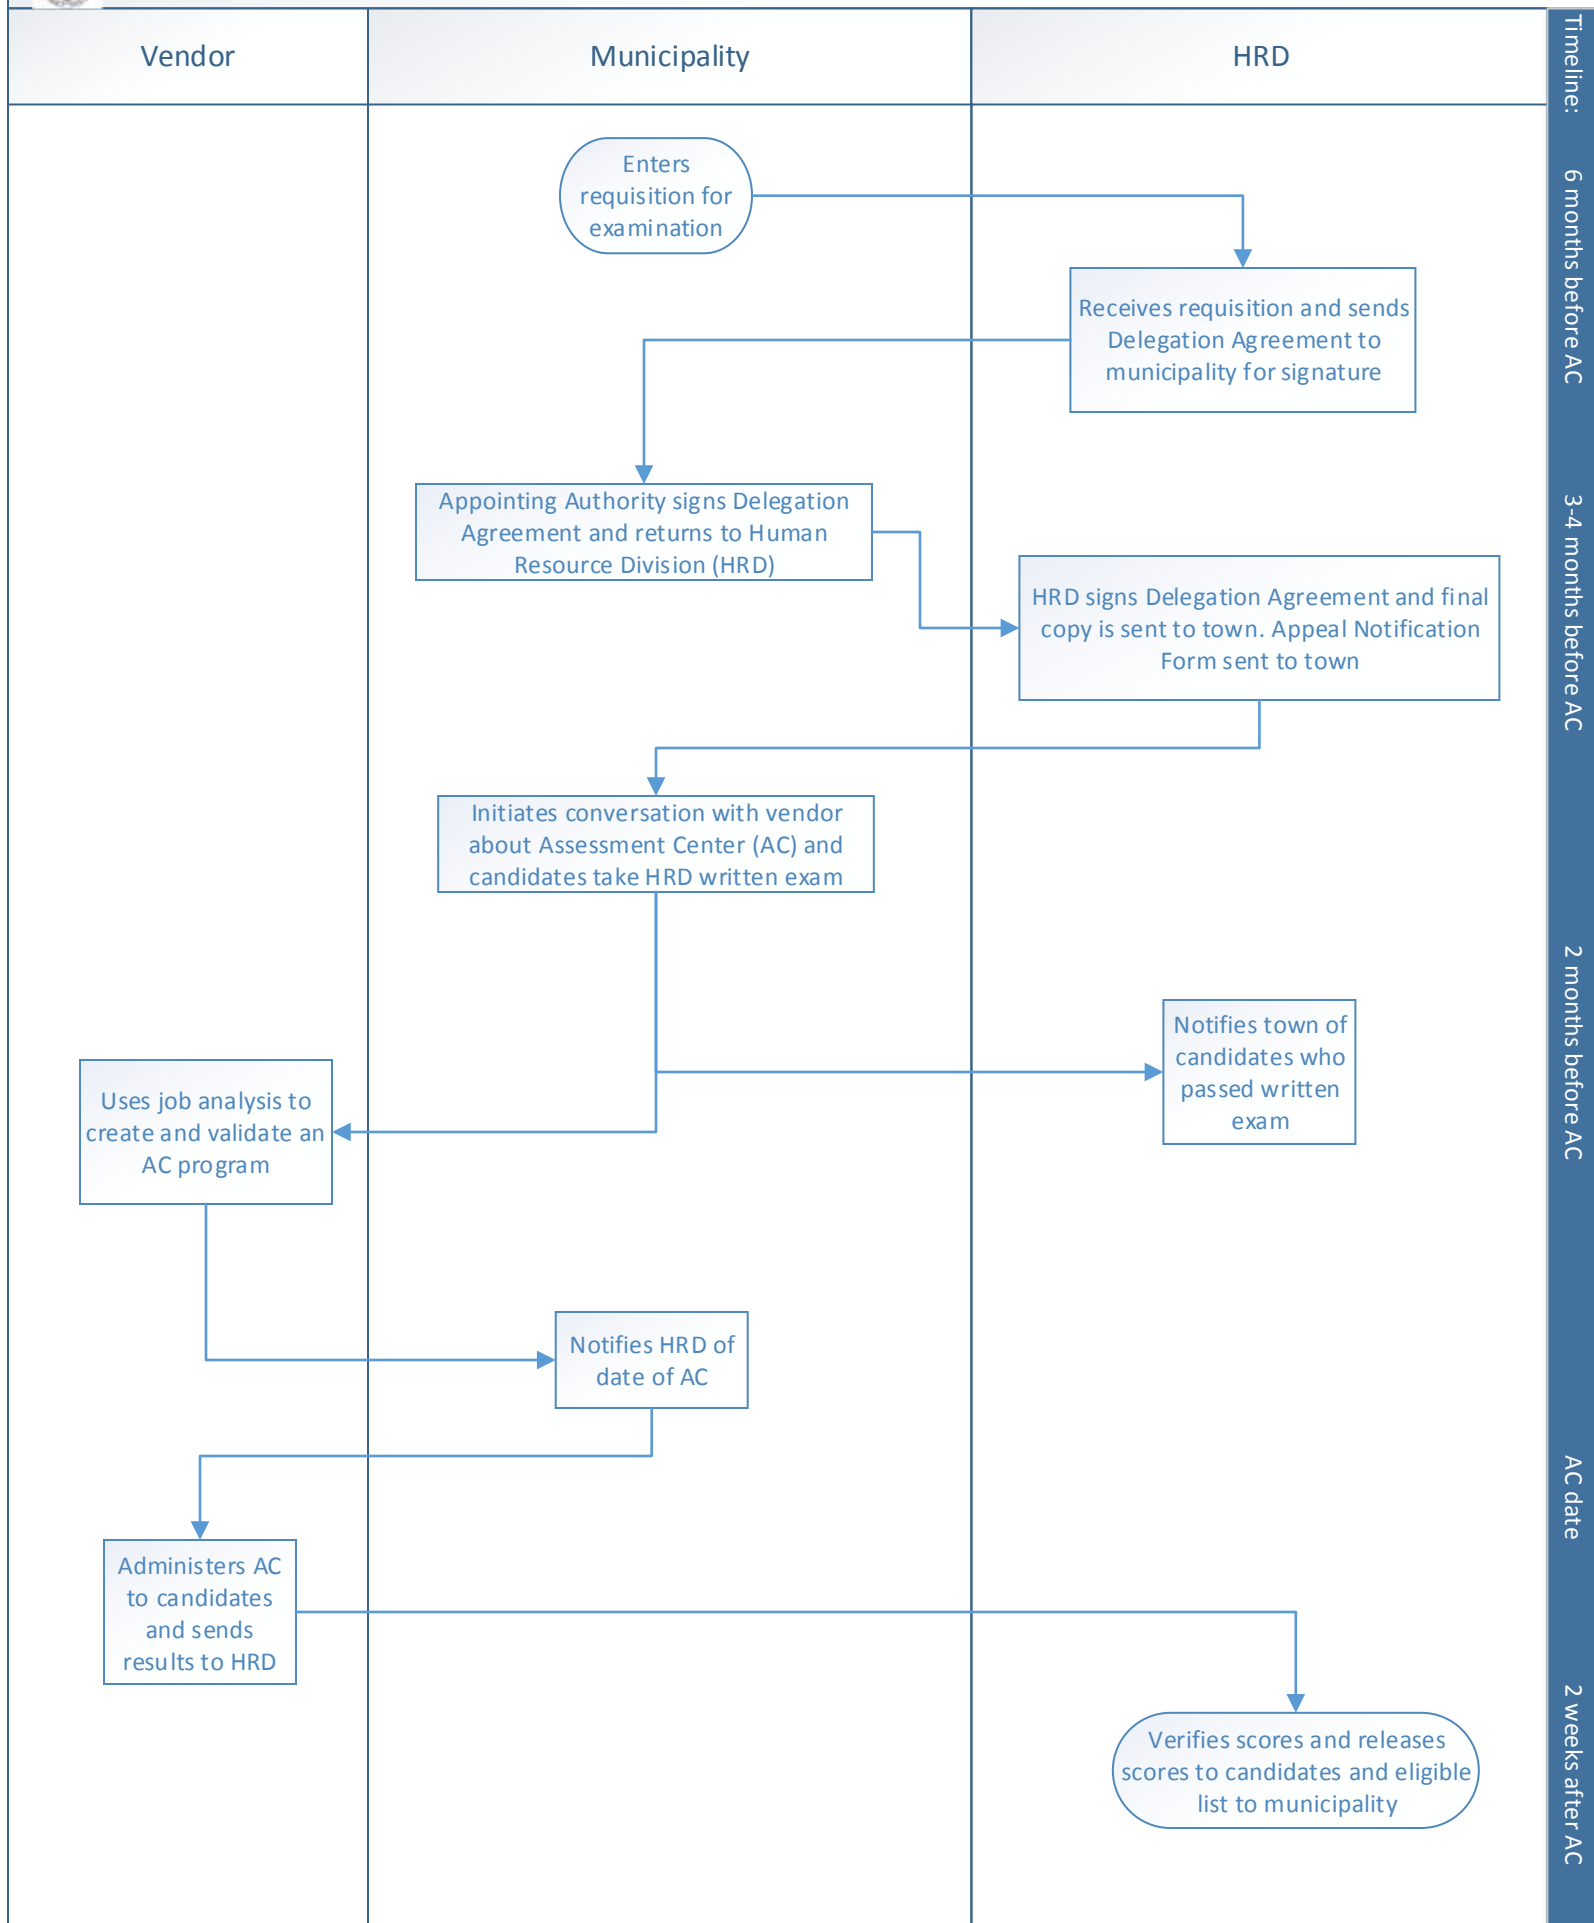 Vendor
Municipality
HRD
Timeline:
Enters
requisition for
examination
6 months before AC
Receives requisition and sends
Delegation Agreement to
municipality for signature
Appointing Authority signs Delegation
Agreement and returns to Human
Resource Division (HRD)
3-4 months before AC
HRD signs Delegation Agreement and final
copy is sent to town. Appeal Notification
Form sent to town
Initiates conversation with vendor
about Assessment Center (AC) and
candidates take HRD written exam
2 months before AC
Notifies town of
candidates who
passed written
exam
Uses job analysis to
create and validate an
AC program
Notifies HRD of
date of AC
AC date
Administers AC
to candidates
and sends
results to HRD
2 weeks after AC
Verifies scores and releases
scores to candidates and eligible
list to municipality